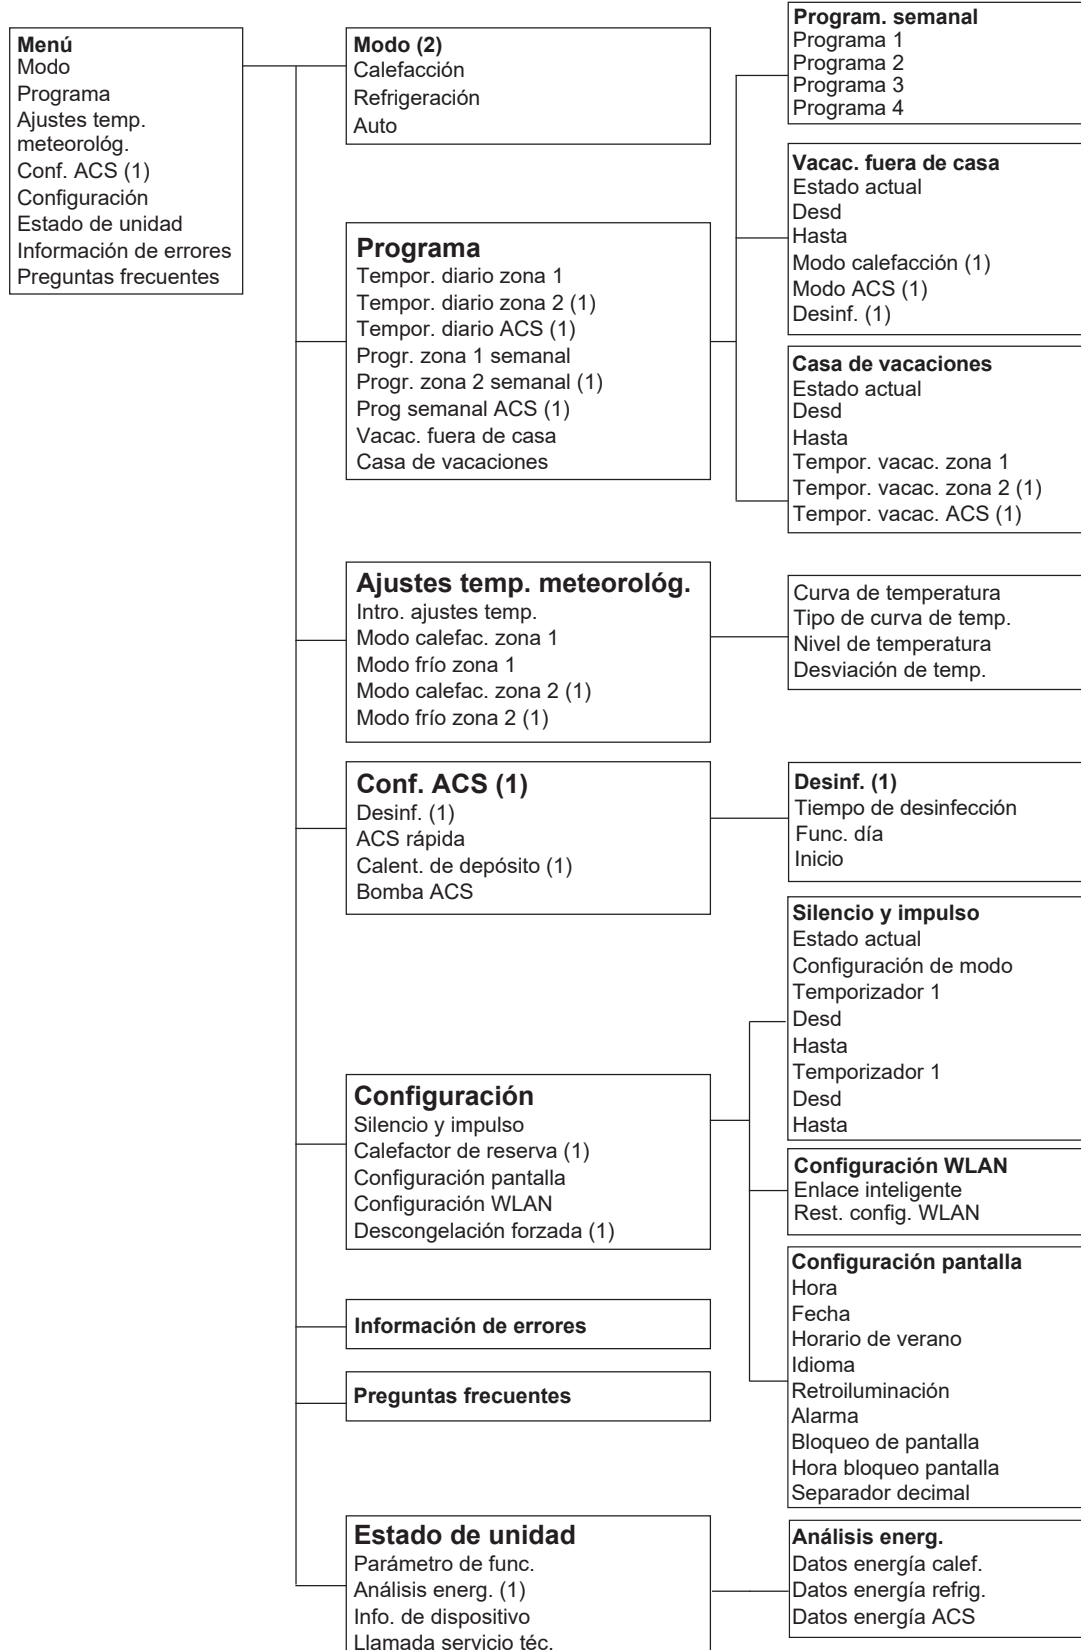 Menú
Modo
Programa
Ajustes temp.
meteorológ.
Conf. ACS (1)
Configuración
Estado de unidad
Información de errores
Preguntas frecuentes
Modo (2)
Calefacción
Refrigeración
Auto
Programa
Tempor. diario zona 1
Tempor. diario zona 2 (1)
Tempor. diario ACS (1)
Progr. zona 1 semanal
Progr. zona 2 semanal (1)
Prog semanal ACS (1)
Vacac. fuera de casa
Casa de vacaciones
Program. semanal
Programa 1
Programa 2
Programa 3
Programa 4
Vacac. fuera de casa
Estado actual
Desd
Hasta
Modo calefacción (1)
Modo ACS (1)
Desinf. (1)
Casa de vacaciones
Estado actual
Desd
Hasta
Tempor. vacac. zona 1
Tempor. vacac. zona 2 (1)
Tempor. vacac. ACS (1)
Ajustes temp. meteorológ.
Intro. ajustes temp.
Modo calefac. zona 1
Modo frío zona 1
Modo calefac. zona 2 (1)
Modo frío zona 2 (1)
Curva de temperatura
Tipo de curva de temp.
Nivel de temperatura
Desviación de temp.
Conf. ACS (1)
Desinf. (1)
ACS rápida
Calent. de depósito (1)
Bomba ACS
Desinf. (1)
Tiempo de desinfección
Func. día
Inicio
Configuración
Silencio y impulso
Calefactor de reserva (1)
Configuración pantalla
Configuración WLAN
Descongelación forzada (1)
Silencio y impulso
Estado actual
Configuración de modo
Temporizador 1
Desd
Hasta
Temporizador 1
Desd
Hasta
Configuración WLAN
Enlace inteligente
Rest. config. WLAN
Configuración pantalla
Hora
Fecha
Horario de verano
Idioma
Retroiluminación
Alarma
Bloqueo de pantalla
Hora bloqueo pantalla
Separador decimal
Información de errores
Preguntas frecuentes
Estado de unidad
Parámetro de func.
Análisis energ. (1)
Info. de dispositivo
Llamada servicio téc.
Análisis energ.
Datos energía calef.
Datos energía refrig.
Datos energía ACS